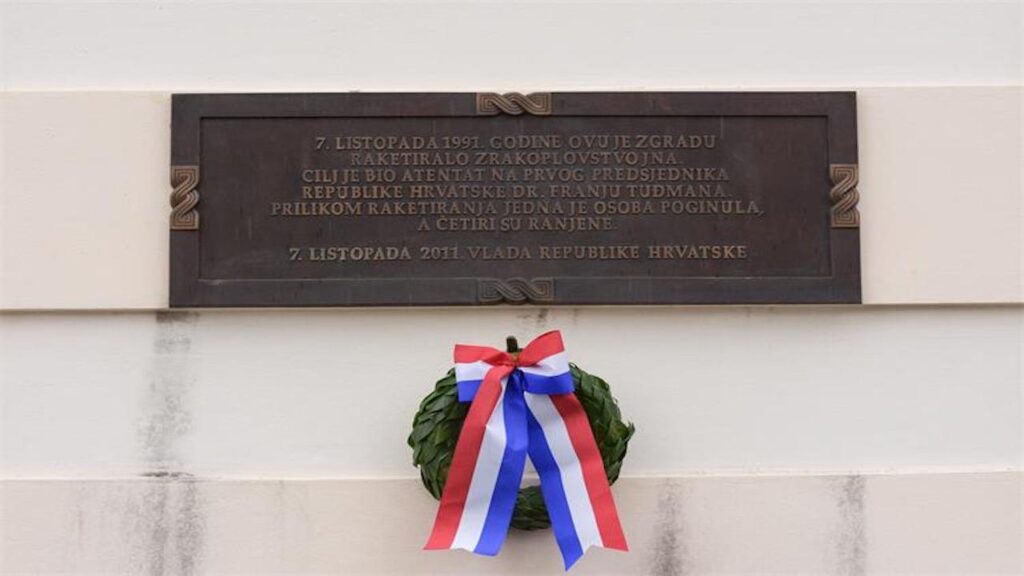 7. LISTOPADA 1991. GODINE OVU JE ZGRADU
RAKETIRALO ZRAKOPLOVSTVO JNA.
CILJ JE BIO ATENTAT NA PRVOG PREDSJEDNIKA
REPUBLIKE HRVATSKE DR. FRANJU TUĐMANA.
PRILIKOM RAKETIRANJA JEDNA JE OSOBA POGINULA,
A ČETIRI SU RANJENE.
7. LISTOPADA 2011. VLADA REPUBLIKE HRVATSKE